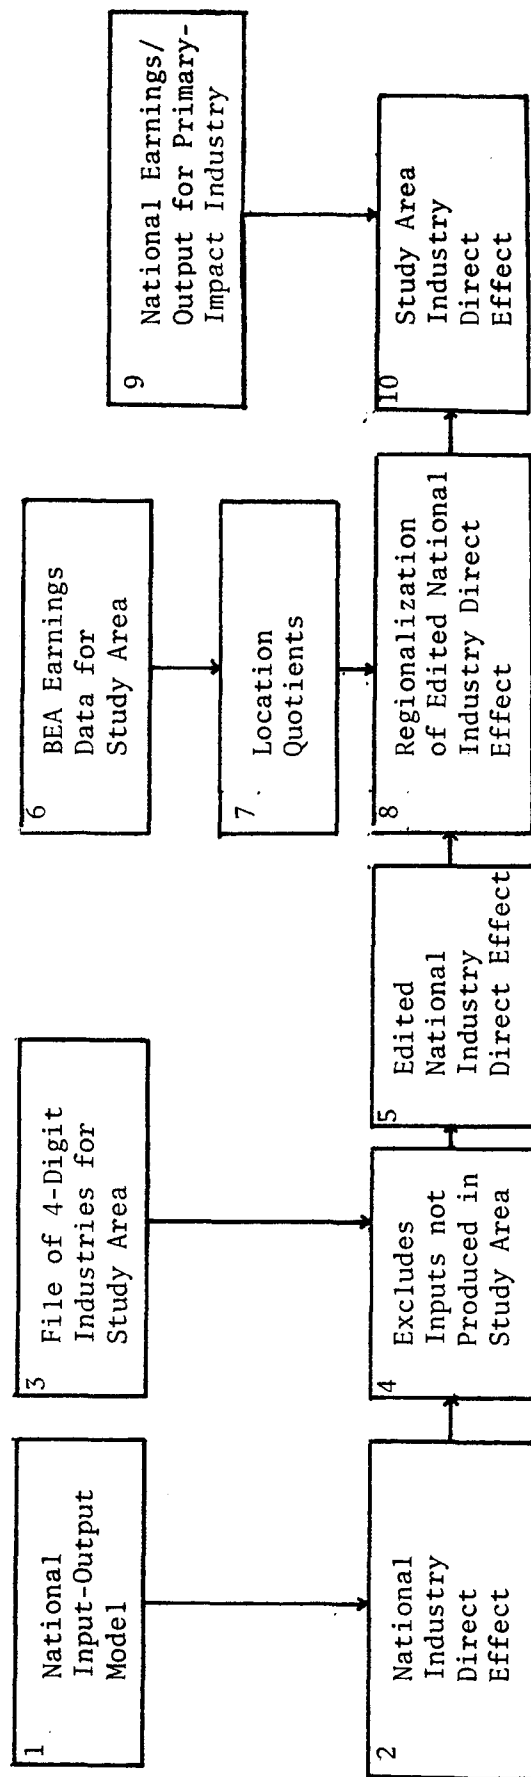 1
National
Input-Output
Model
2
National
Industry
Direct
Effect
3
File of 4-Digit
Industries for
Study Area
4
Excludes
Inputs not
Produced in
Study Area
5
Edited
National
Industry
Direct Effect
6
BEA Earnings
Data for
Study Area
7
Location
Quotients
8
Regionalization
of Edited National
Industry Direct
Effect
9
National Earnings/
Output for Primary-
Impact Industry
10
Study Area
Industry
Direct
Effect